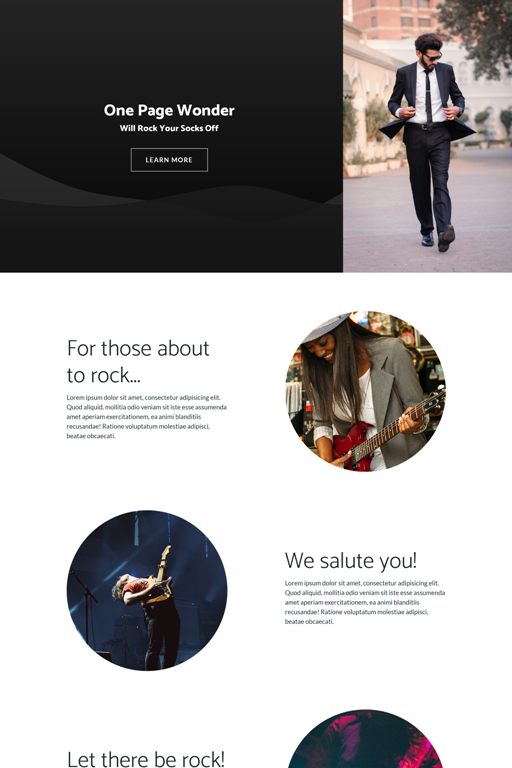 One Page Wonder
Will Rock Your Socks Off
LEARN MORE
For those about
to rock...
Lorem ipsum dolor sit amet, consectetur adipisicing elit.
Quod aliquid, mollitia odio veniam sit iste esse assumenda
amet aperiam exercitationem, ea animi blanditiis
recusandae! Ratione voluptatum molestiae adipisci,
beatae obcaecati.
We salute you!
Lorem ipsum dolor sit amet, consectetur adipisicing elit.
Quod aliquid, mollitia odio veniam sit iste esse assumenda
amet aperiam exercitationem, ea animi blanditiis
recusandae! Ratione voluptatum molestiae adipisci,
beatae obcaecati.
Let there be rock!